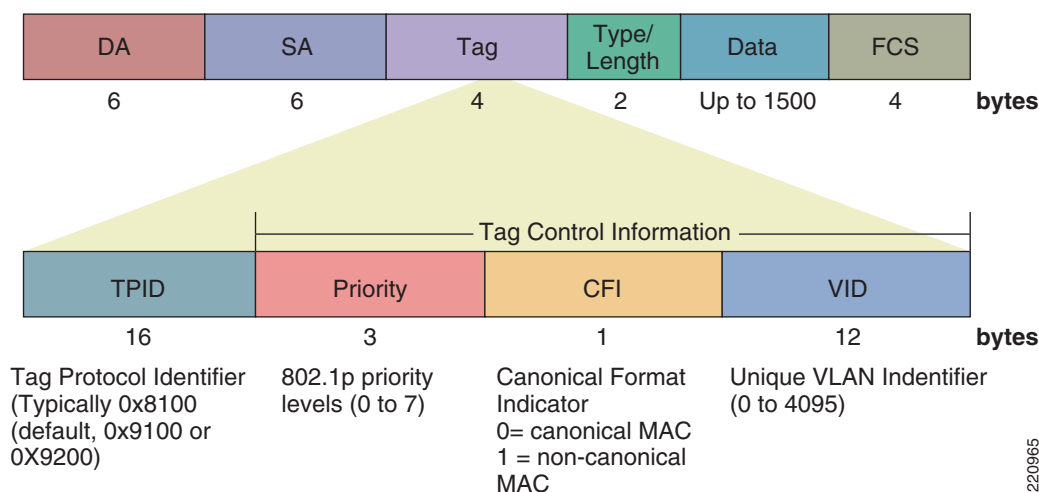 DA
SA
Tag
Type/
Length
Data
FCS
6
6
4
2
Up to 1500
4
bytes
Tag Control Information
TPID
Priority
CFI
VID
16
3
1
12
bytes
Tag Protocol Identifier
(Typically 0x8100
(default, 0x9100 or
0X9200)
802.1p priority
levels (0 to 7)
Canonical Format
Indicator
0= canonical MAC
1 = non-canonical
MAC
Unique VLAN Indentifier
(0 to 4095)
220965